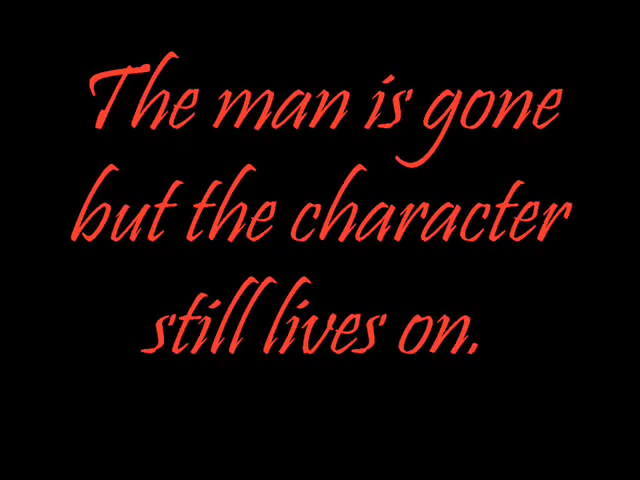 The man is gone
but the character
still lives on.